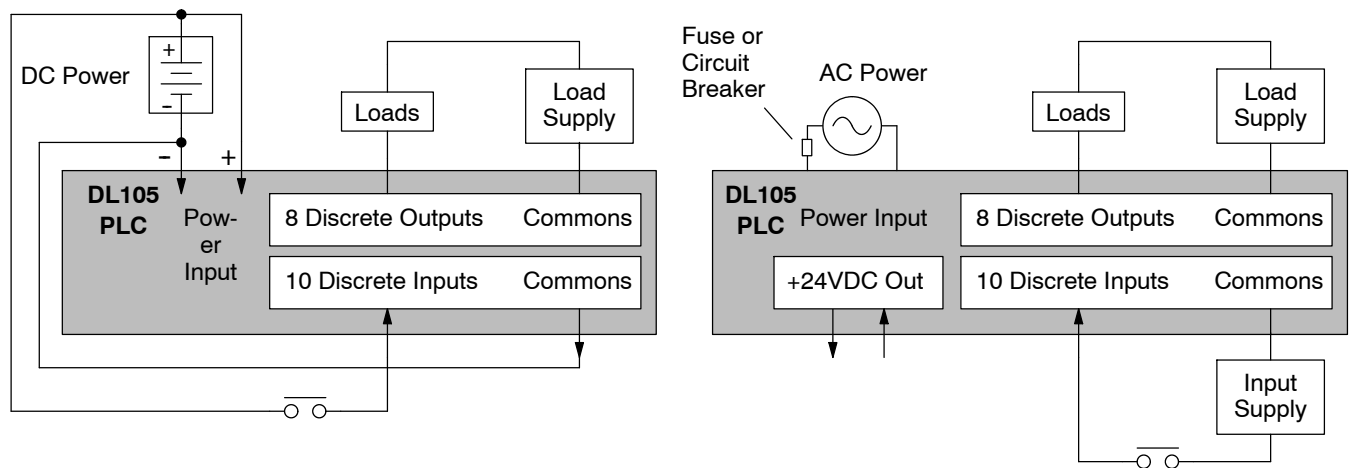 DC Power
+
-
-
+
Loads
Load
Supply
DL105
PLC
Pow-
er
Input
8 Discrete Outputs Commons
10 Discrete Inputs Commons
Fuse or
Circuit
Breaker
AC Power
Loads
Load
Supply
DL105
PLC
Power Input
8 Discrete Outputs Commons
+24VDC Out
10 Discrete Inputs Commons
Input
Supply